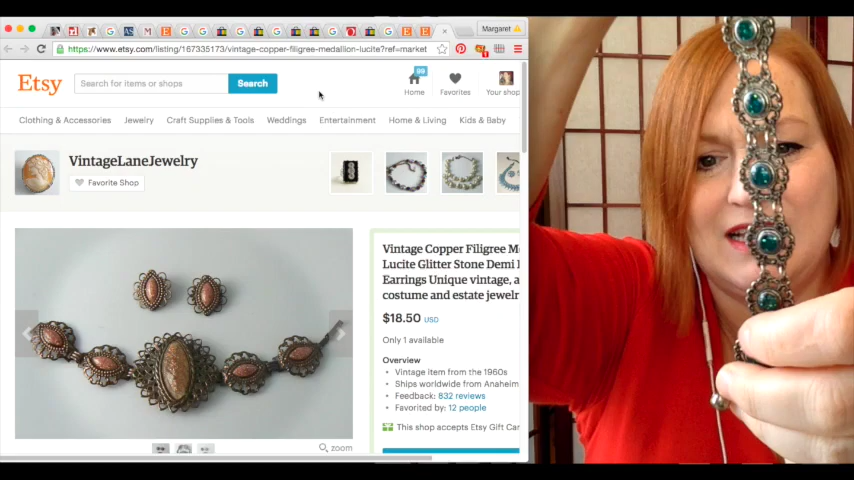 Margaret
https://www.etsy.com/listing/167335173/vintage-copper-filigree-medallion-lucite?ref=market
Etsy
Search for items or shops
Search
99
Home
Favorites
Your shop
Clothing & Accessories
Jewelry
Craft Supplies & Tools
Weddings
Entertainment
Home & Living
Kids & Baby
VintageLaneJewelry
Favorite Shop
Vintage Copper Filigree M
Lucite Glitter Stone Demi
Earrings Unique vintage, a
costume and estate jewelr
$18.50 USD
Only 1 available
Overview
Vintage item from the 1960s
Ships worldwide from Anaheim
Feedback: 832 reviews
Favorited by: 12 people
This shop accepts Etsy Gift Car
zoom